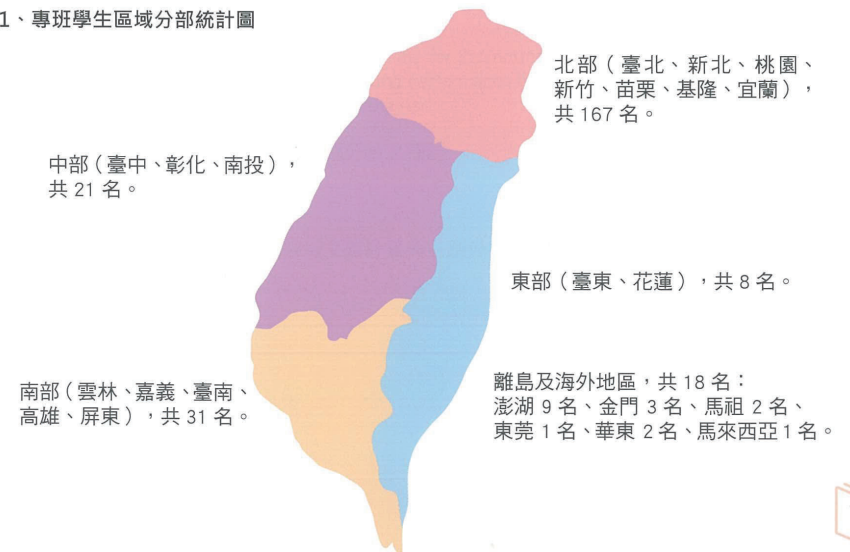 1、專班學生區域分部統計圖
北部（臺北、新北、桃園、
新竹、苗栗、基隆、宜蘭），
共 167 名。
中部（臺中、彰化、南投），
共 21 名。
東部（臺東、花蓮），共 8 名。
南部（雲林、嘉義、臺南、
高雄、屏東），共 31 名。
離島及海外地區，共 18 名：
澎湖 9 名、金門 3 名、馬祖 2 名、
東莞 1 名、華東 2 名、馬來西亞 1 名。